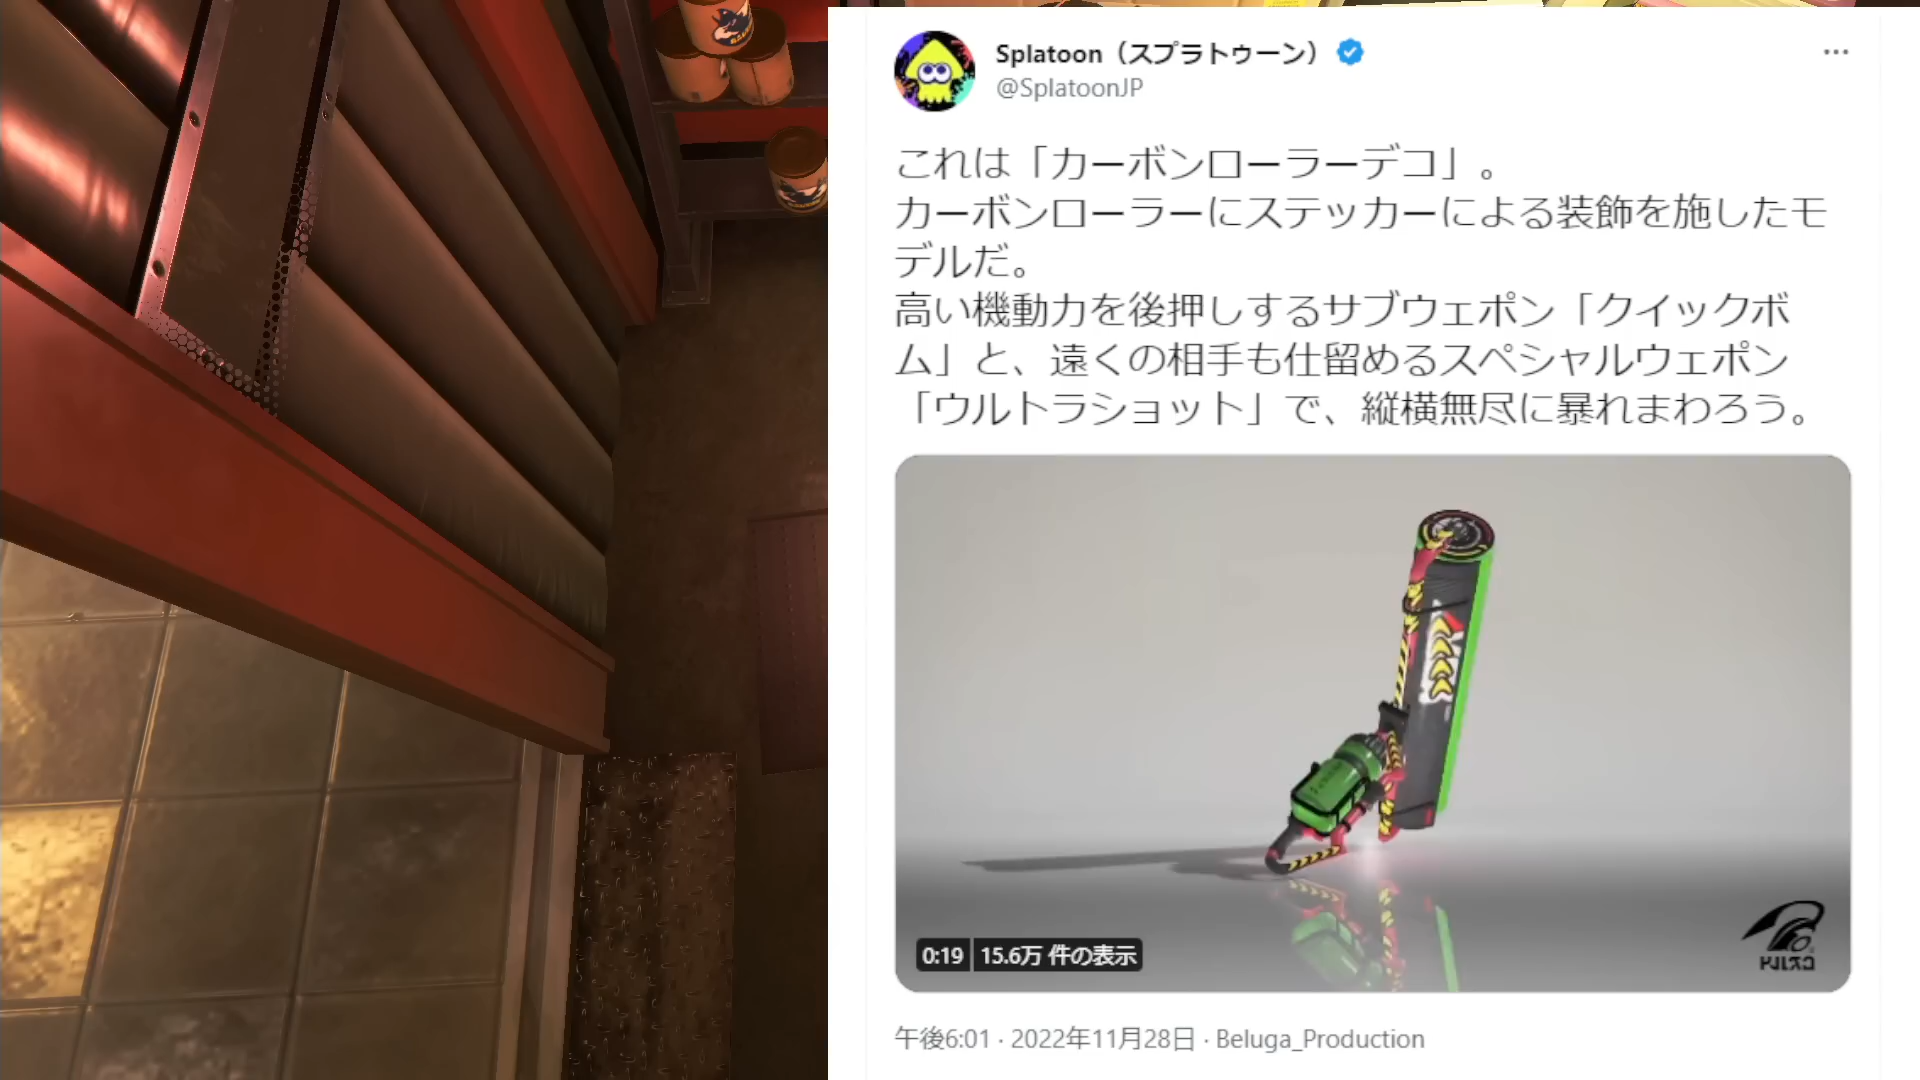 Splatoon（スプラトゥーン）
@SplatoonJP
これは「カーボンローラーデコ」。
カーボンローラーにステッカーによる装飾を施したモ
デルだ。
高い機動力を後押しするサブウェポン「クイックボ
ム」と、遠くの相手も仕留めるスペシャルウェポン
「ウルトラショット」で、縦横無尽に暴れまわろう。
0:19 15.6万 件の表示
午後6:01 · 2022年11月28日 · Beluga_Production